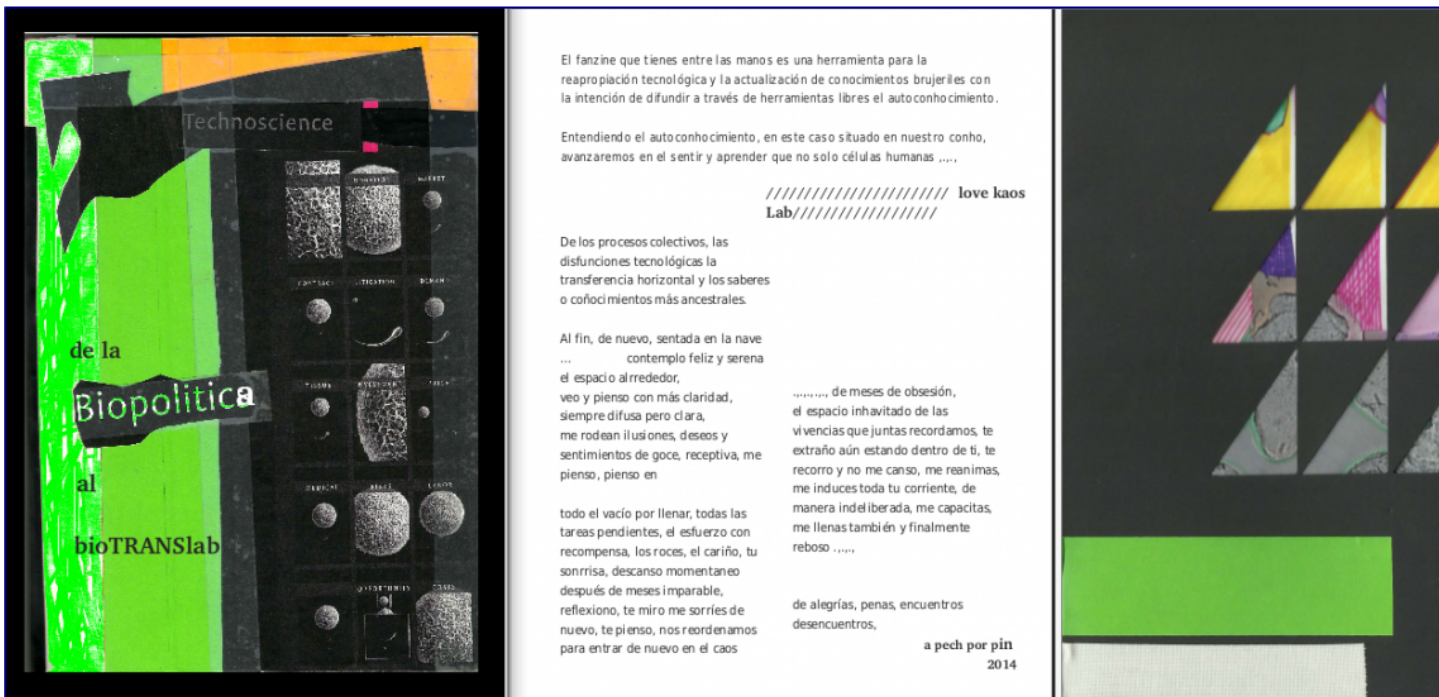 Technoscience
MARKET
CONTRACT
LITIGATION
DEMAND
TISSUE
de la
Biopolitica
al
bioTRANSlab
El fanzine que tienes entre las manos es una herramienta para la
reapropiación tecnológica y la actualización de conocimientos brujeriles con
la intención de difundir a través de herramientas libres el autoconhocimiento.
Entendiendo el autoconhocimiento, en este caso situado en nuestro conho,
avanzaremos en el sentir y aprender que no solo células humanas ,.,.,
//////////////////////// love kaos
Lab///////////////////
De los procesos colectivos, las
disfunciones tecnológicas la
transferencia horizontal y los saberes
o coñocimientos más ancestrales.
Al fin, de nuevo, sentada en la nave
... contemplo feliz y serena
el espacio alrrededor,
veo y pienso con más claridad,
siempre difusa pero clara,
me rodean ilusiones, deseos y
sentimientos de goce, receptiva, me
pienso, pienso en
todo el vacío por llenar, todas las
tareas pendientes, el esfuerzo con
recompensa, los roces, el cariño, tu
sonrrisa, descanso momentaneo
después de meses imparable,
reflexiono, te miro me sorríes de
nuevo, te pienso, nos reordenamos
para entrar de nuevo en el caos
.,.,.,.,.,, de meses de obsesión,
el espacio inhavitado de las
vivencias que juntas recordamos, te
extraño aún estando dentro de ti, te
recorro y no me canso, me reanimas,
me induces toda tu corriente, de
manera indeliberada, me capacitas,
me llenas también y finalmente
reboso .,.,.,
de alegrías, penas, encuentros
desencuentros,
a pech por pin
2014